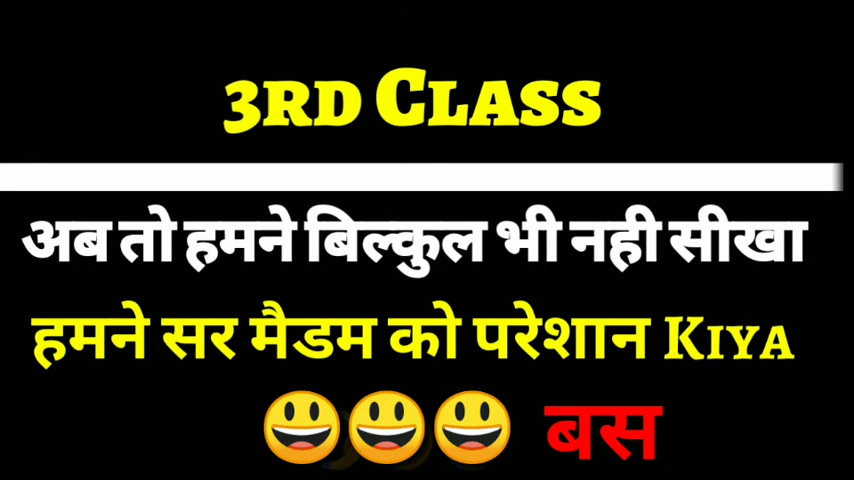 3RD CLASS
अब तो हमने बिल्कुल भी नही सीखा
हमने सर मैडम को परेशान KIYA
😃😃😃 बस